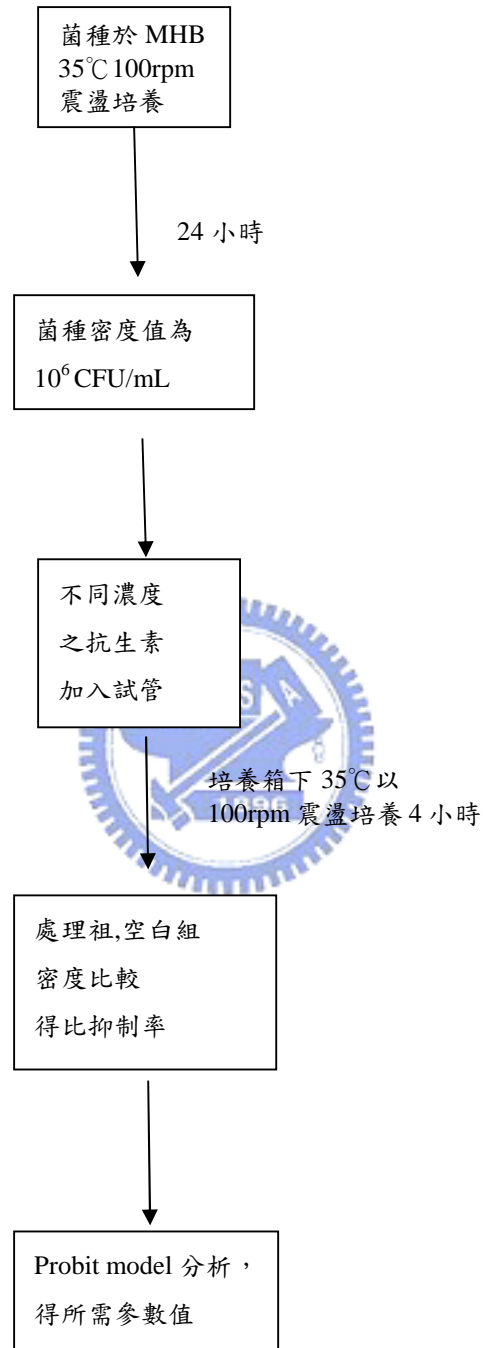 菌種於 MHB
35℃ 100rpm
震盪培養
24 小時
菌種密度值為
10⁶ CFU/mL
不同濃度
之抗生素
加入試管
培養箱下 35℃以
100rpm 震盪培養 4 小時
處理祖,空白組
密度比較
得比抑制率
Probit model 分析，
得所需參數值